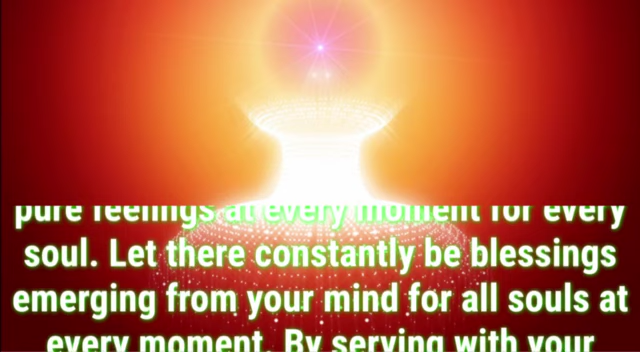 pure feelings at every moment for every
soul. Let there constantly be blessings
emerging from your mind for all souls at
every moment. By serving with your